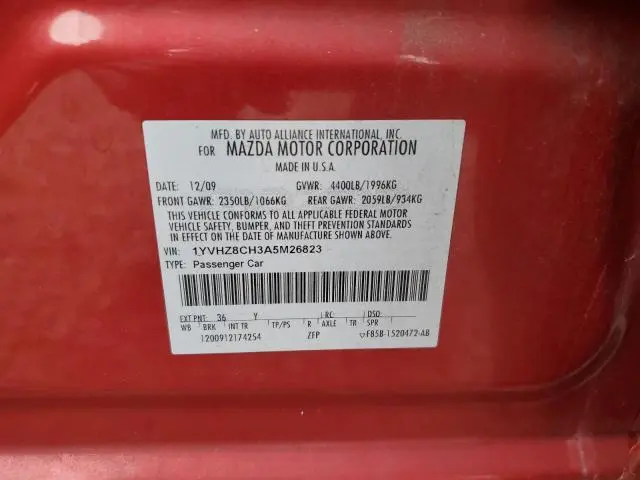 MFD. BY AUTO ALLIANCE INTERNATIONAL, INC.
FOR MAZDA MOTOR CORPORATION
MADE IN U.S.A.
DATE: 12/09 GVWR: 4400LB/1996KG
FRONT GAWR: 2350LB/1066KG REAR GAWR: 2059LB/934KG
THIS VEHICLE CONFORMS TO ALL APPLICABLE FEDERAL MOTOR
VEHICLE SAFETY, BUMPER, AND THEFT PREVENTION STANDARDS
IN EFFECT ON THE DATE OF MANUFACTURE SHOWN ABOVE.
VIN: 1YVHZ8CH3A5M26823
TYPE: Passenger Car
EXT PNT: 36 Y RC: DSO:
WB BRK INT TR TP/PS R AXLE TR SPR
1200912174254 ZFP F85B-1520472-AB